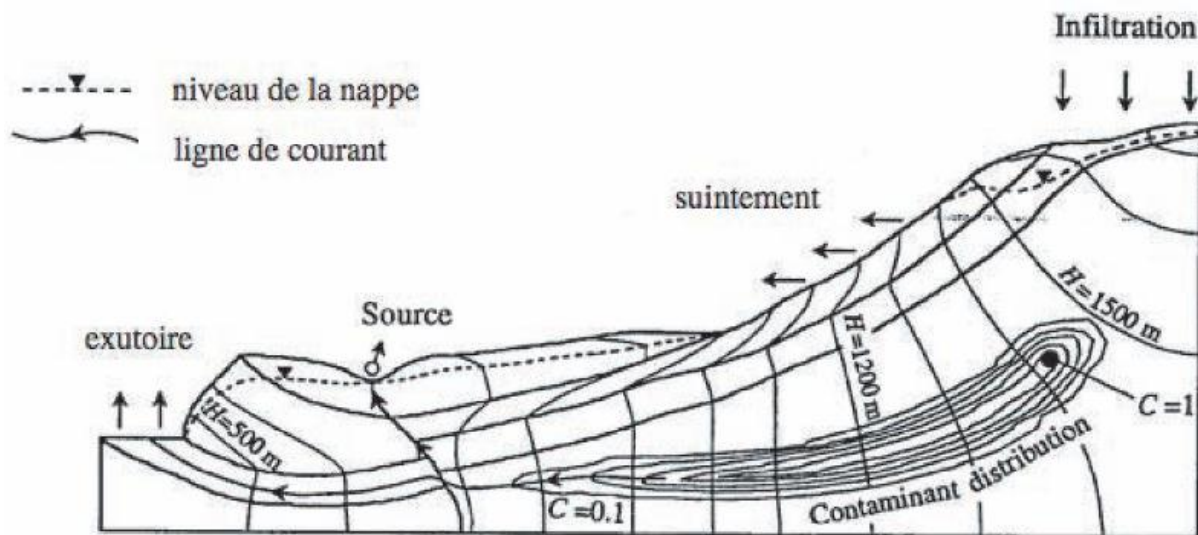 Infiltration
niveau de la nappe
ligne de courant
suintement
Source
exutoire
H=1500 m
H=1200 m
H=500 m
C=1
C=0.1
Contaminant distribution